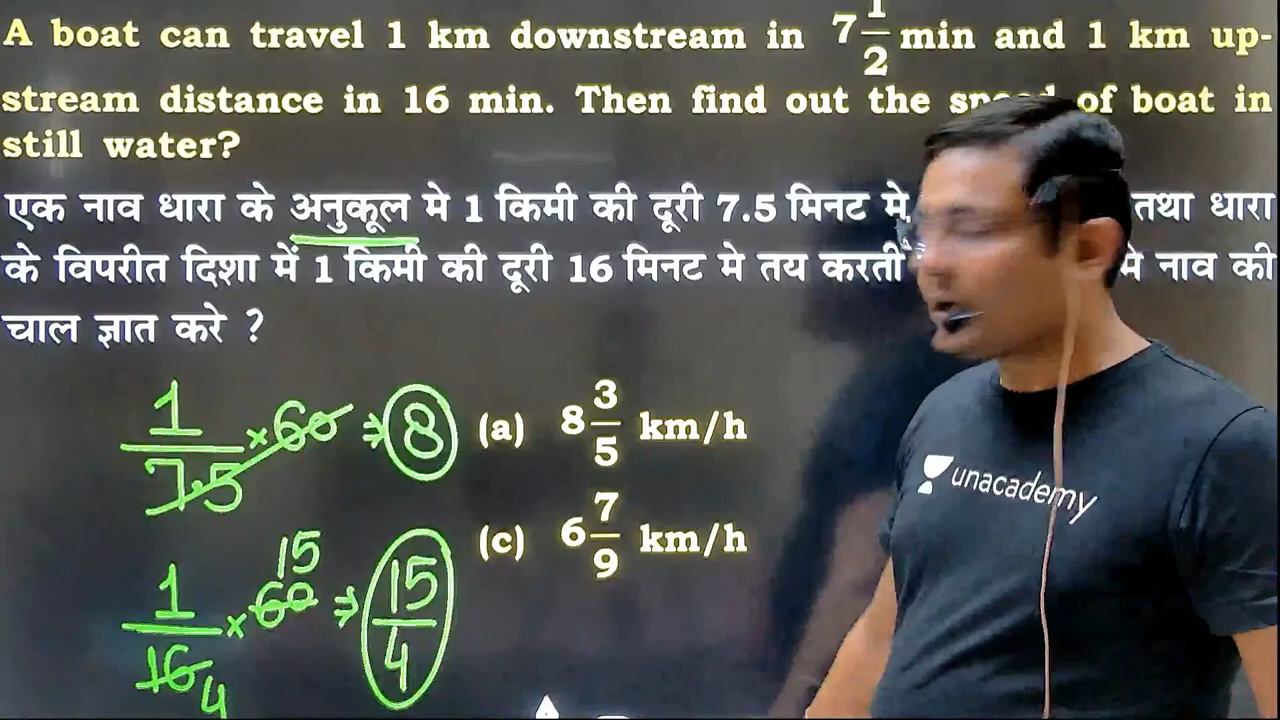 A boat can travel 1 km downstream in 7 1/2 min and 1 km up-
stream distance in 16 min. Then find out the of boat in
still water?
एक नाव धारा के अनुकूल मे 1 किमी की दूरी 7.5 मिनट मे तथा धारा
के विपरीत दिशा में 1 किमी की दूरी 16 मिनट मे तय करती मे नाव की
चाल ज्ञात करे ?
1/7.5 × 60 ⇒ 8
(a) 8 3/5 km/h
(c) 6 7/9 km/h
15
1/16 × 60 ⇒ 15/4
4
unacademy